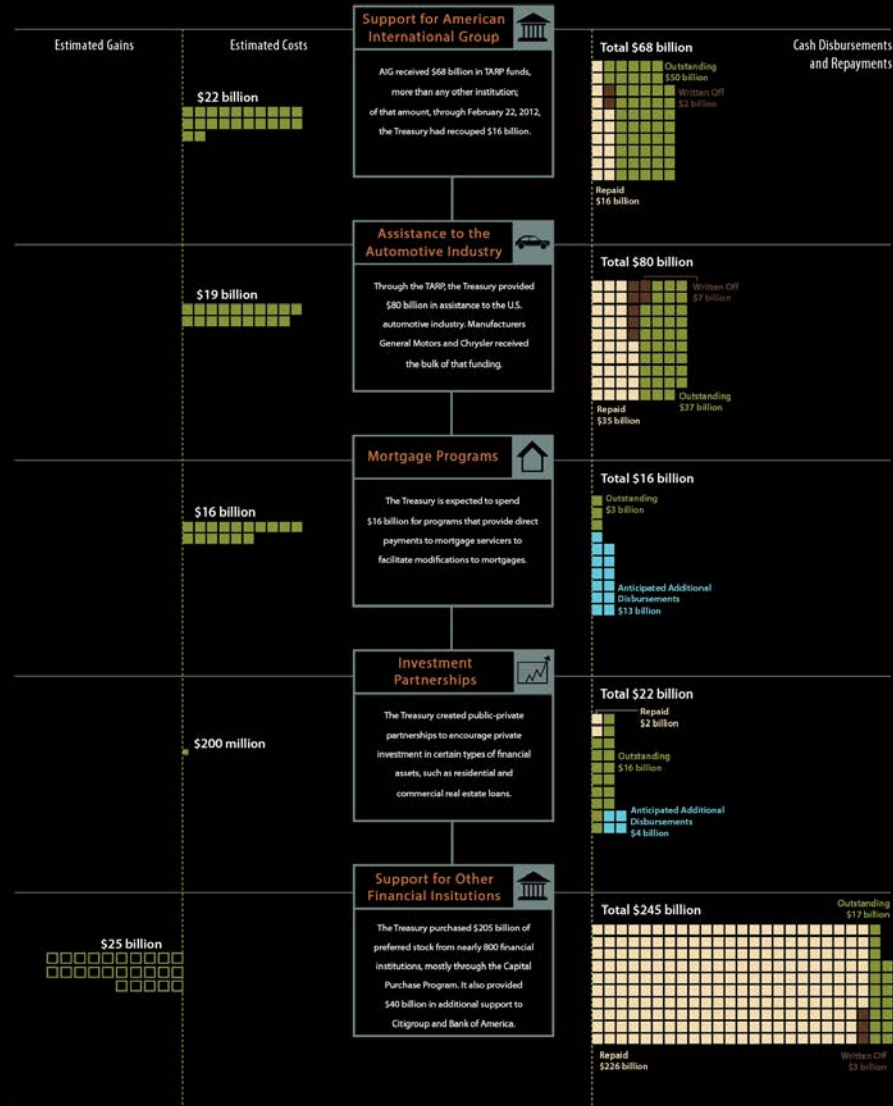 Estimated Gains
Estimated Costs
Support for American
International Group
Cash Disbursements
and Repayments
$22 billion
AIG received $68 billion in TARP funds,
more than any other institution;
of that amount, through February 22, 2012,
the Treasury had recouped $16 billion.
Total $68 billion
Outstanding
$50 billion
Written Off
$2 billion
Repaid
$16 billion
Assistance to the
Automotive Industry
$19 billion
Through the TARP, the Treasury provided
$80 billion in assistance to the U.S.
automotive industry. Manufacturers
General Motors and Chrysler received
the bulk of that funding.
Total $80 billion
Written Off
$7 billion
Outstanding
$37 billion
Repaid
$35 billion
Mortgage Programs
$16 billion
The Treasury is expected to spend
$16 billion for programs that provide direct
payments to mortgage servicers to
facilitate modifications to mortgages.
Total $16 billion
Outstanding
$3 billion
Anticipated Additional
Disbursements
$13 billion
Investment
Partnerships
$200 million
The Treasury created public-private
partnerships to encourage private
investment in certain types of financial
assets, such as residential and
commercial real estate loans.
Total $22 billion
Repaid
$2 billion
Outstanding
$16 billion
Anticipated Additional
Disbursements
$4 billion
Support for Other
Financial Insitutions
$25 billion
The Treasury purchased $205 billion of
preferred stock from nearly 800 financial
institutions, mostly through the Capital
Purchase Program. It also provided
$40 billion in additional support to
Citigroup and Bank of America.
Total $245 billion
Outstanding
$17 billion
Repaid
$226 billion
Written Off
$3 billion